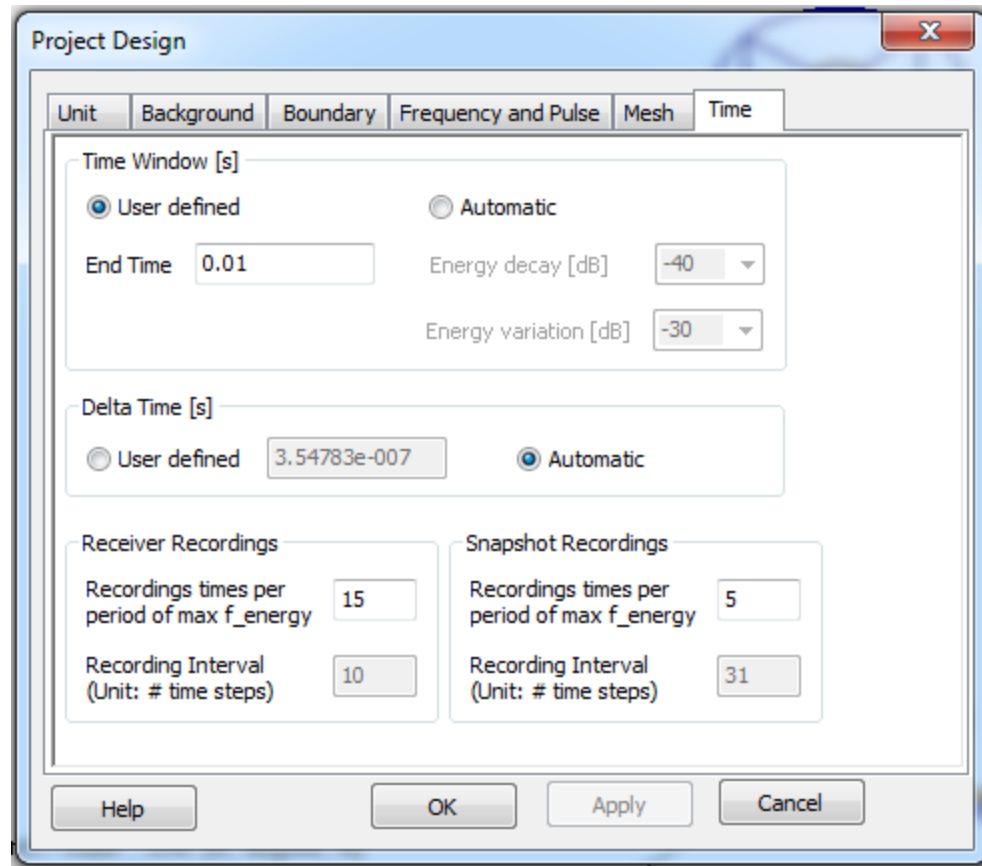 Project Design
Unit Background Boundary Frequency and Pulse Mesh Time
Time Window [s]
User defined Automatic
End Time 0.01 Energy decay [dB] -40
Energy variation [dB] -30
Delta Time [s]
User defined 3.54783e-007 Automatic
Receiver Recordings
Recordings times per
period of max f_energy
15
Recording Interval
(Unit: # time steps)
10
Snapshot Recordings
Recordings times per
period of max f_energy
5
Recording Interval
(Unit: # time steps)
31
Help OK Apply Cancel